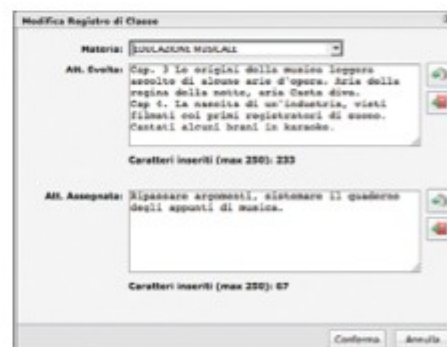 Modifica Registro di Classe
Materia: EDUCAZIONE MUSICALE
Att. Svolta: Cap. 3 Le origini della musica leggera
ascolto di alcune arie d'opera. Aria della
regina della notte, aria Casta diva.
Cap 4. La nascita di un'industria, visti
filmati coi primi registratori di suono.
Cantati alcuni brani in karaoke.
Caratteri inseriti (max 250): 233
Att. Assegnata: Ripassare argomenti, sistemare il quaderno
degli appunti di musica.
Caratteri inseriti (max 250): 67
Conferma Annulla